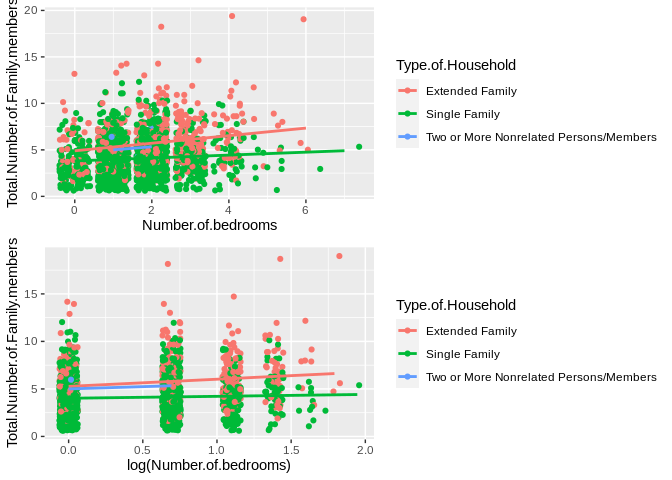 20
15
10
5
0
Total.Number.of.Family.members
0 2 4 6
Number.of.bedrooms
Type.of.Household
Extended Family
Single Family
Two or More Nonrelated Persons/Members
15
10
5
0
Total.Number.of.Family.members
0.0 0.5 1.0 1.5 2.0
log(Number.of.bedrooms)
Type.of.Household
Extended Family
Single Family
Two or More Nonrelated Persons/Members